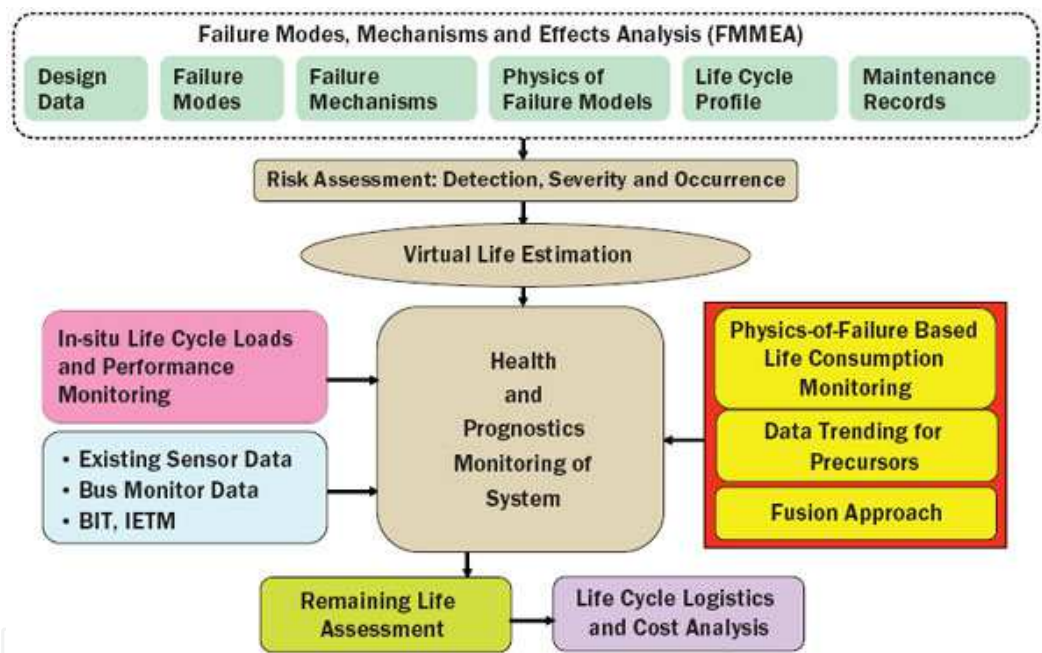 Failure Modes, Mechanisms and Effects Analysis (FMMEA)
Design
Data
Failure
Modes
Failure
Mechanisms
Physics of
Failure Models
Life Cycle
Profile
Maintenance
Records
Risk Assessment: Detection, Severity and Occurrence
Virtual Life Estimation
In-situ Life Cycle Loads
and Performance
Monitoring
• Existing Sensor Data
• Bus Monitor Data
• BIT, IETM
Health
and
Prognostics
Monitoring of
System
Physics-of-Failure Based
Life Consumption
Monitoring
Data Trending for
Precursors
Fusion Approach
Remaining Life
Assessment
Life Cycle Logistics
and Cost Analysis